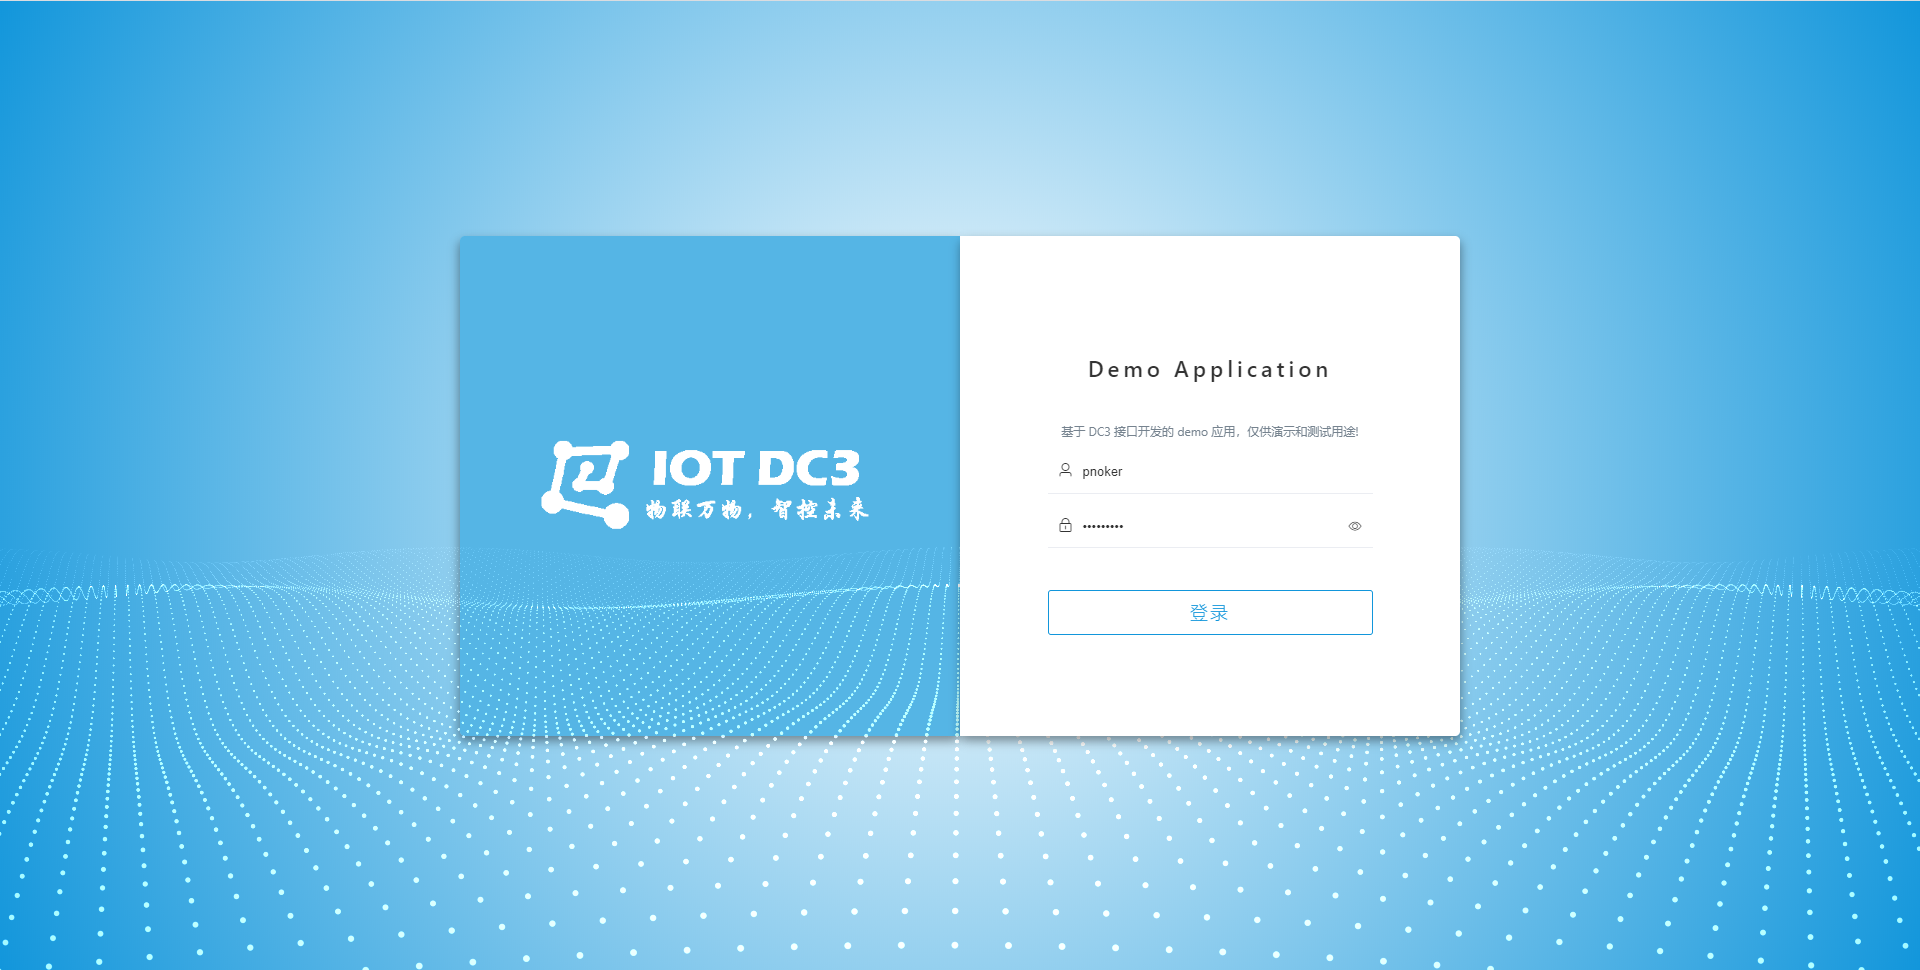 IOT DC3
物联万物，智控未来
Demo Application
基于 DC3 接口开发的 demo 应用，仅供演示和测试用途!
pnoker
•••••••••
登录